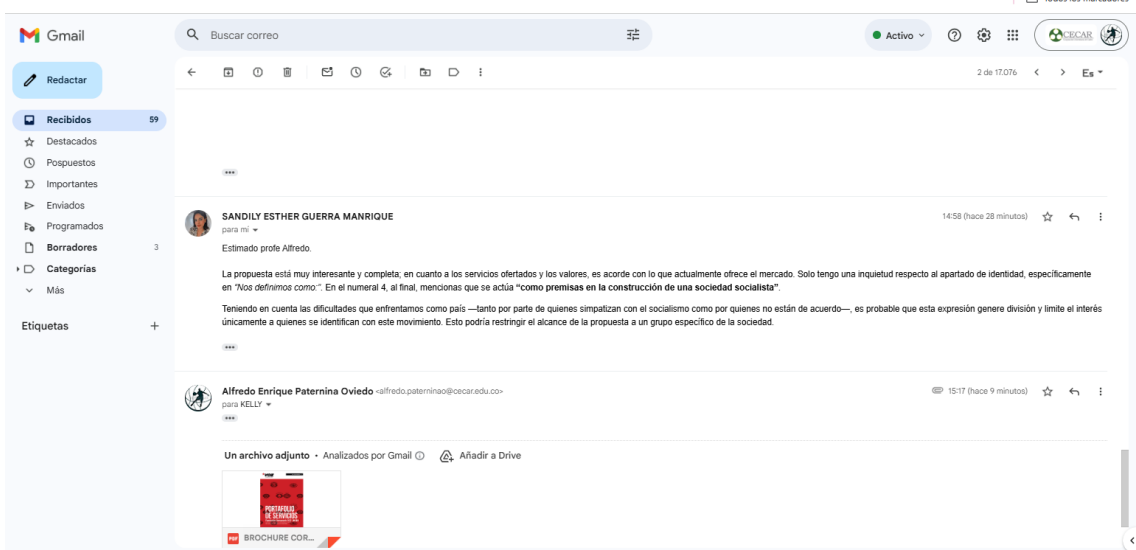 Gmail
Buscar correo
Activo
CECAR
Redactar
2 de 17.076
Es
Recibidos 59
Destacados
Pospuestos
Importantes
Enviados
Programados
Borradores 3
Categorías
Más
Etiquetas
SANDILY ESTHER GUERRA MANRIQUE
14:58 (hace 28 minutos)
para mí
Estimado profe Alfredo.
La propuesta está muy interesante y completa; en cuanto a los servicios ofertados y los valores, es acorde con lo que actualmente ofrece el mercado. Solo tengo una inquietud respecto al apartado de identidad, específicamente
en "Nos definimos como:". En el numeral 4, al final, mencionas que se actúa “como premisas en la construcción de una sociedad socialista”.
Teniendo en cuenta las dificultades que enfrentamos como país —tanto por parte de quienes simpatizan con el socialismo como por quienes no están de acuerdo—, es probable que esta expresión genere división y limite el interés
únicamente a quienes se identifican con este movimiento. Esto podría restringir el alcance de la propuesta a un grupo específico de la sociedad.
Alfredo Enrique Paternina Oviedo <alfredo.paterninao@cecar.edu.co>
15:17 (hace 9 minutos)
para KELLY
Un archivo adjunto • Analizados por Gmail
Añadir a Drive
PORTAFOLIO
DE SERVICIOS
PDF BROCHURE COR...